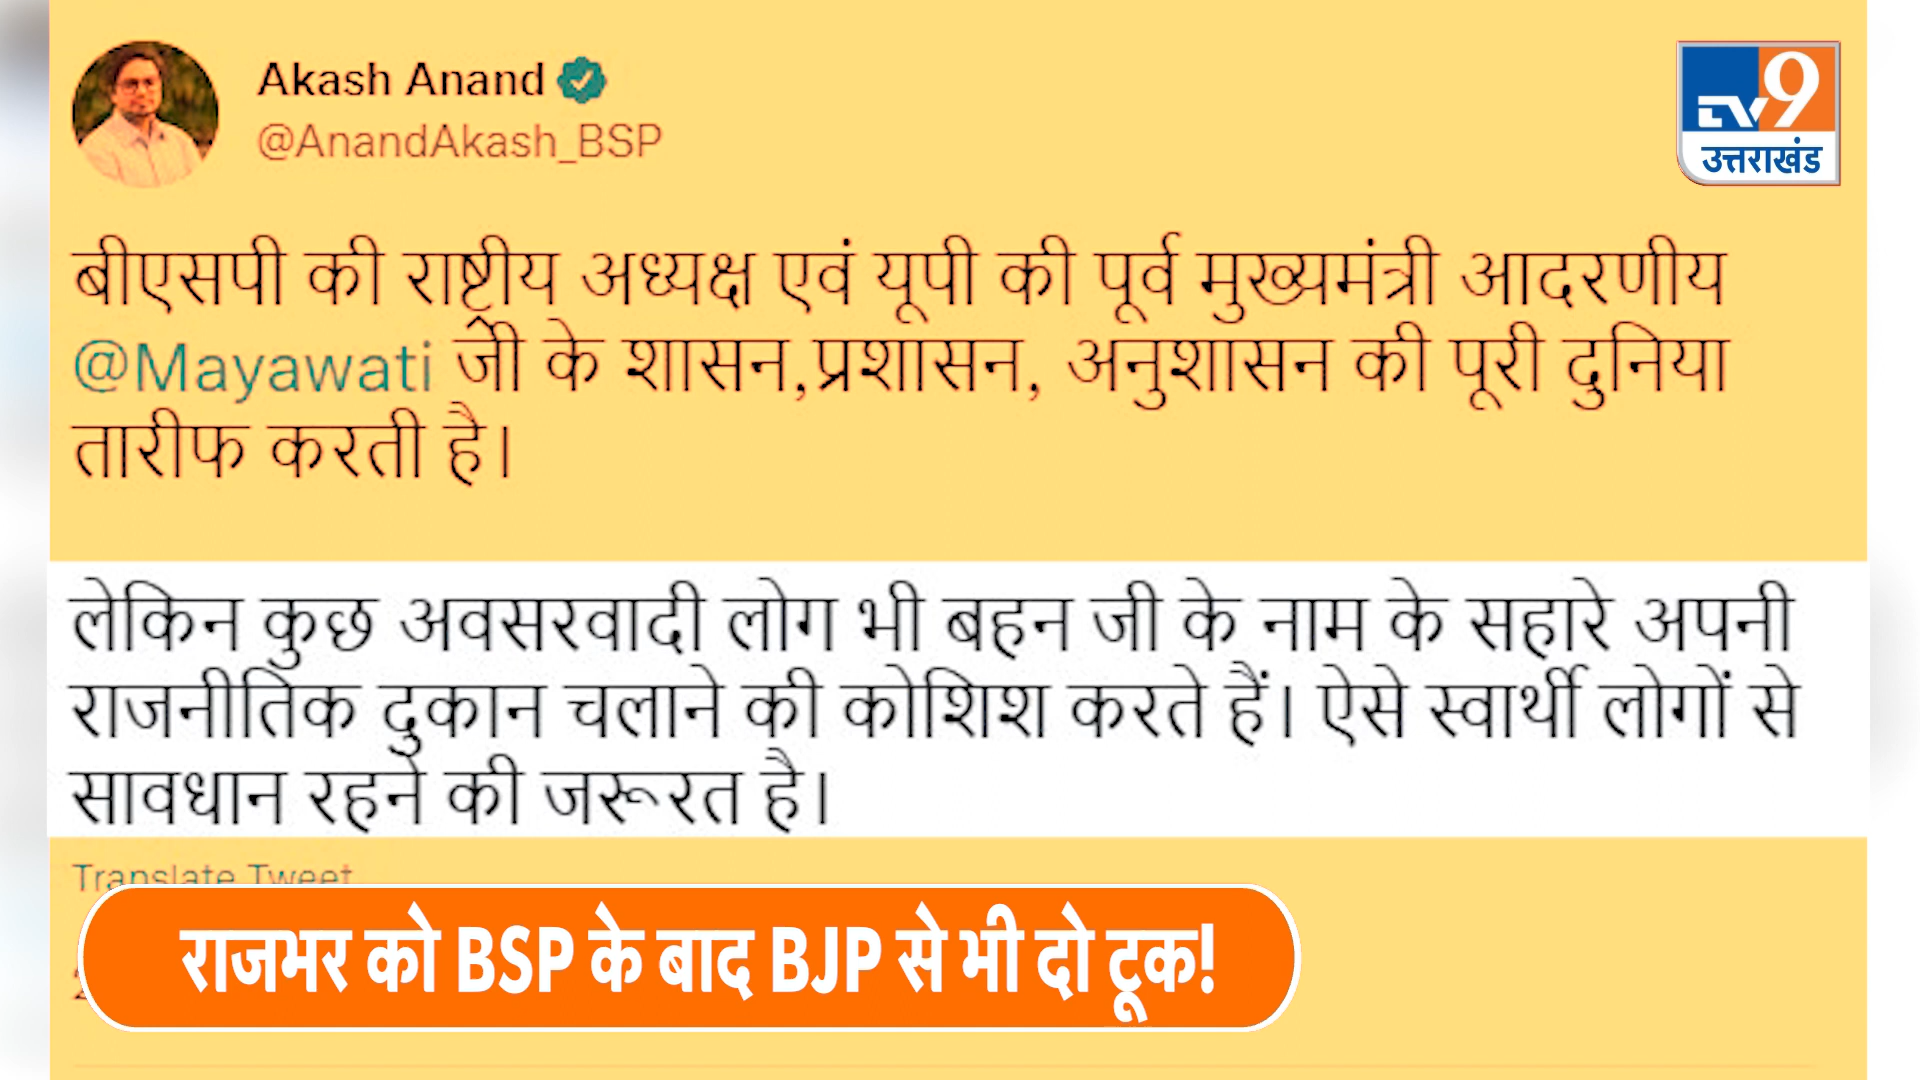 Akash Anand
@AnandAkash_BSP
TV9
उत्तराखंड
बीएसपी की राष्ट्रीय अध्यक्ष एवं यूपी की पूर्व मुख्यमंत्री आदरणीय
@Mayawati जी के शासन,प्रशासन, अनुशासन की पूरी दुनिया
तारीफ करती है।
लेकिन कुछ अवसरवादी लोग भी बहन जी के नाम के सहारे अपनी
राजनीतिक दुकान चलाने की कोशिश करते हैं। ऐसे स्वार्थी लोगों से
सावधान रहने की जरूरत है।
Translate Tweet
राजभर को BSP के बाद BJP से भी दो टूक!